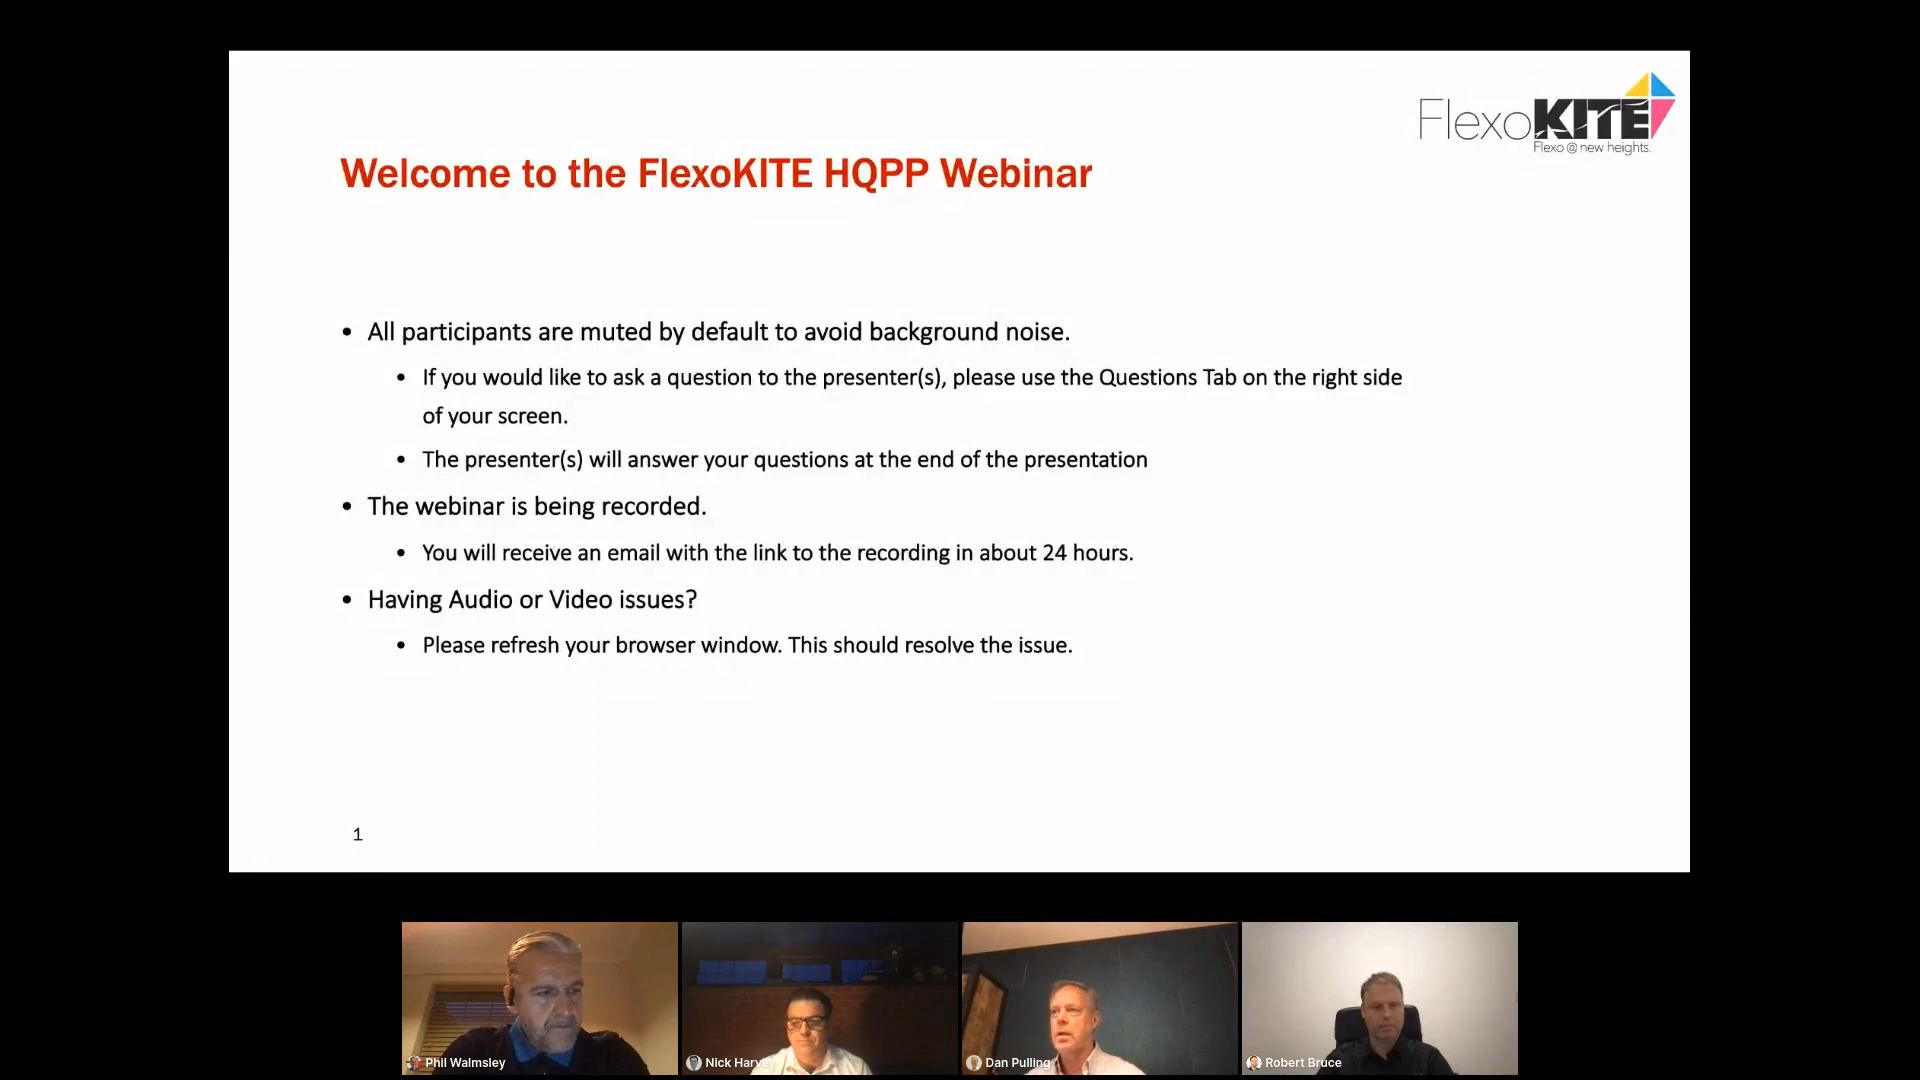 FlexoKITE
Flexo @ new heights.
Welcome to the FlexoKITE HQPP Webinar
• All participants are muted by default to avoid background noise.
• If you would like to ask a question to the presenter(s), please use the Questions Tab on the right side
of your screen.
• The presenter(s) will answer your questions at the end of the presentation
• The webinar is being recorded.
• You will receive an email with the link to the recording in about 24 hours.
• Having Audio or Video issues?
• Please refresh your browser window. This should resolve the issue.
1
Phil Walmsley
Nick Harvey
Dan Pulling
Robert Bruce